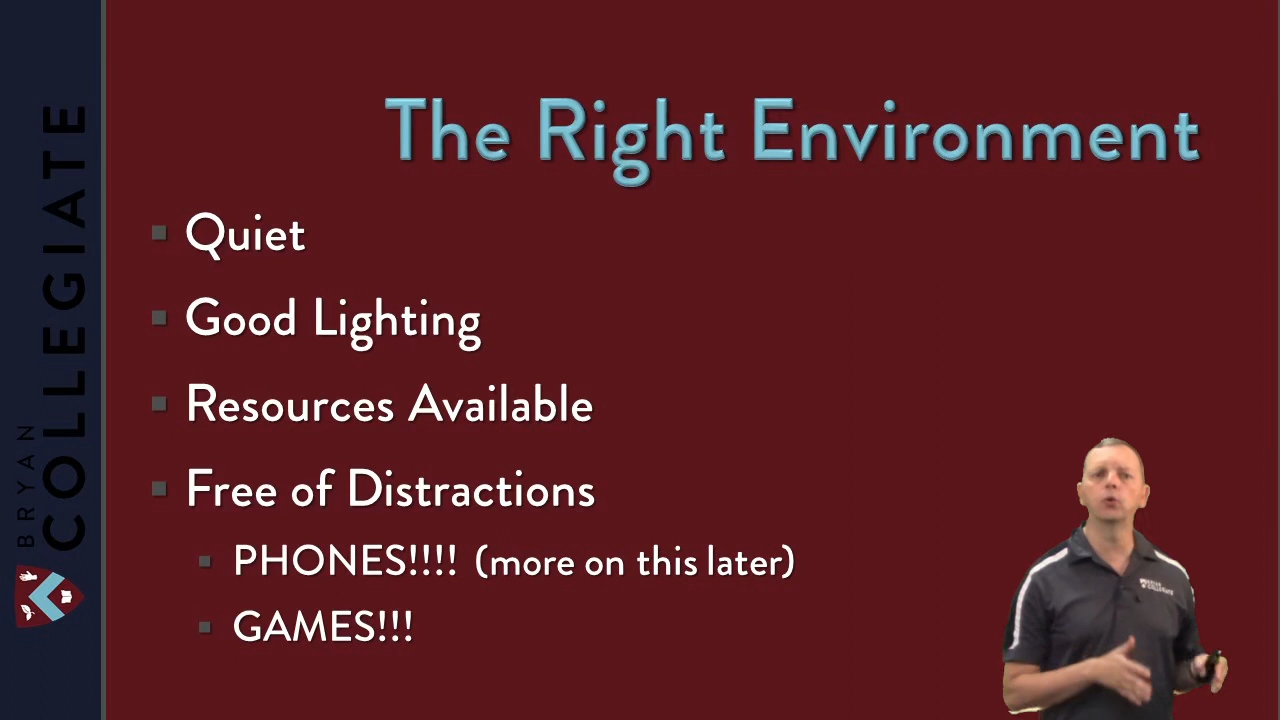 The Right Environment
Quiet
Good Lighting
Resources Available
Free of Distractions
PHONES!!!! (more on this later)
GAMES!!!
BRYAN
COLLEGIATE